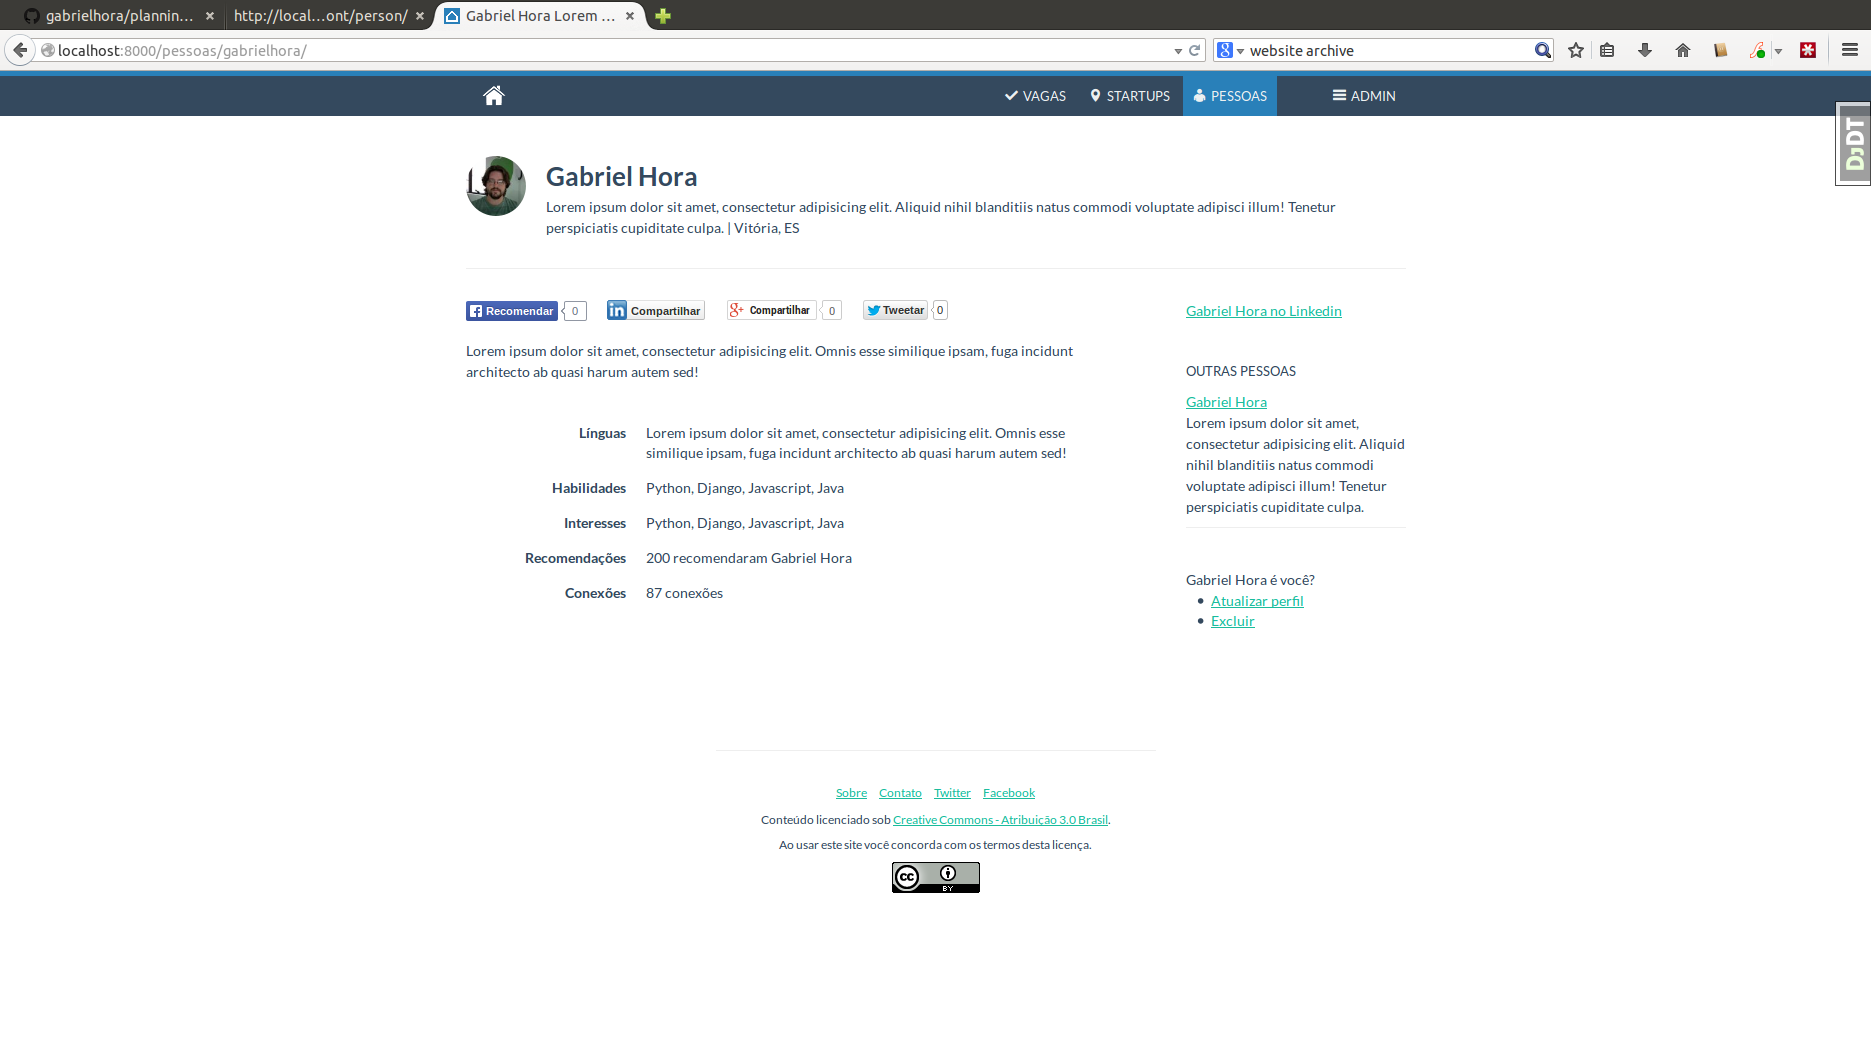 gabrielhora/plannin...
http://local...ont/person/
Gabriel Hora Lorem ...
localhost:8000/pessoas/gabrielhora/
website archive
VAGAS
STARTUPS
PESSOAS
ADMIN
DjDT
Gabriel Hora
Lorem ipsum dolor sit amet, consectetur adipisicing elit. Aliquid nihil blanditiis natus commodi voluptate adipisci illum! Tenetur
perspiciatis cupiditate culpa. | Vitória, ES
Recomendar 0
in Compartilhar
g+ Compartilhar 0
Tweetar 0
Lorem ipsum dolor sit amet, consectetur adipisicing elit. Omnis esse similique ipsam, fuga incidunt
architecto ab quasi harum autem sed!
Línguas Lorem ipsum dolor sit amet, consectetur adipisicing elit. Omnis esse
similique ipsam, fuga incidunt architecto ab quasi harum autem sed!
Habilidades Python, Django, Javascript, Java
Interesses Python, Django, Javascript, Java
Recomendações 200 recomendaram Gabriel Hora
Conexões 87 conexões
Gabriel Hora no Linkedin
OUTRAS PESSOAS
Gabriel Hora
Lorem ipsum dolor sit amet,
consectetur adipisicing elit. Aliquid
nihil blanditiis natus commodi
voluptate adipisci illum! Tenetur
perspiciatis cupiditate culpa.
Gabriel Hora é você?
Atualizar perfil
Excluir
Sobre Contato Twitter Facebook
Conteúdo licenciado sob Creative Commons - Atribuição 3.0 Brasil.
Ao usar este site você concorda com os termos desta licença.
cc
BY